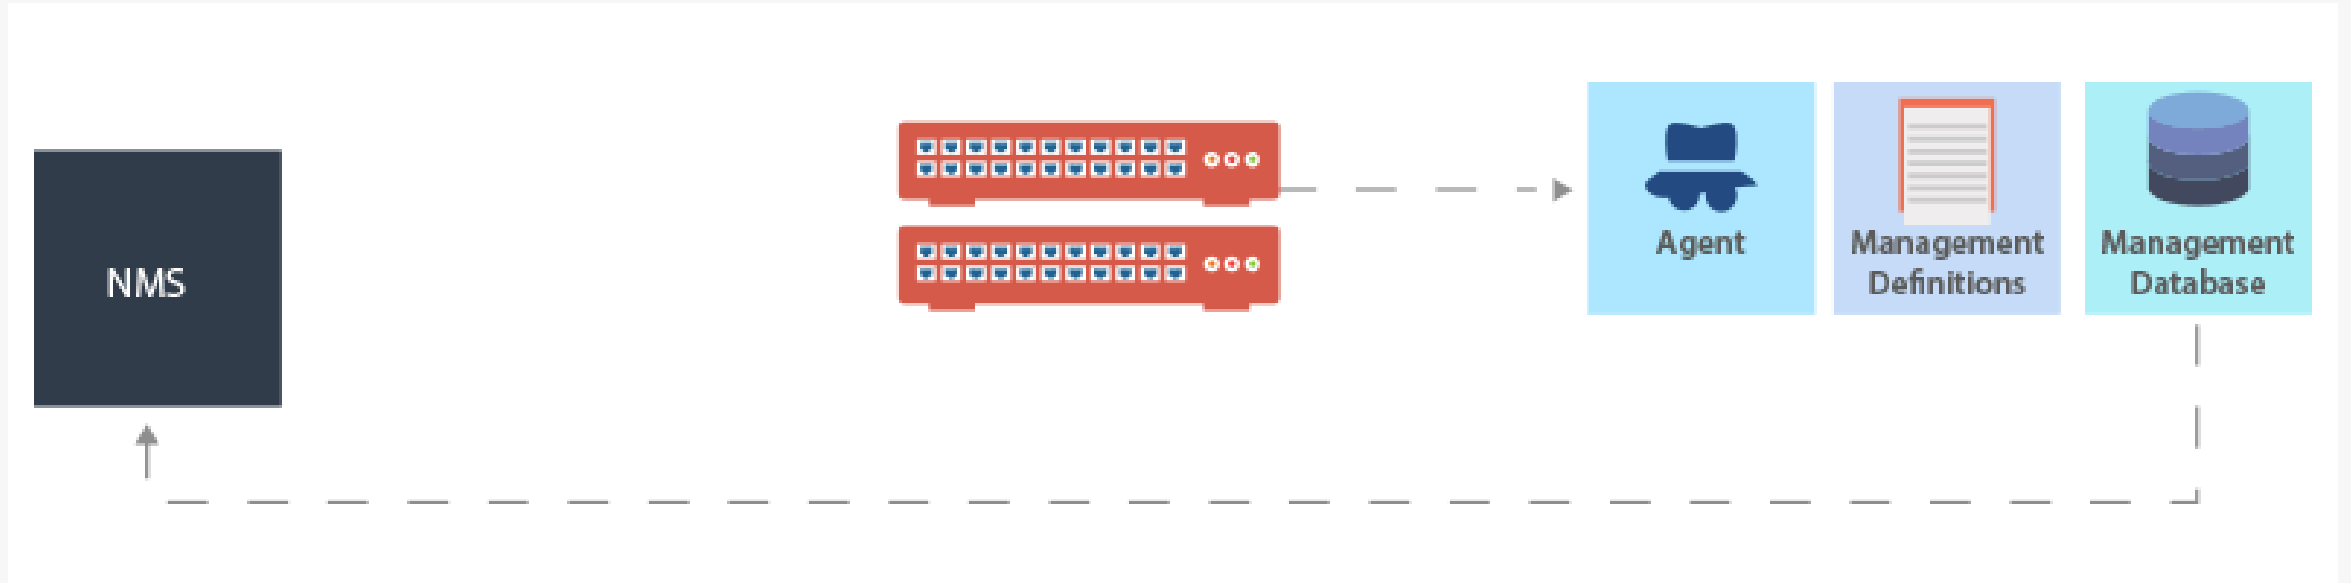 NMS
Agent
Management
Definitions
Management
Database